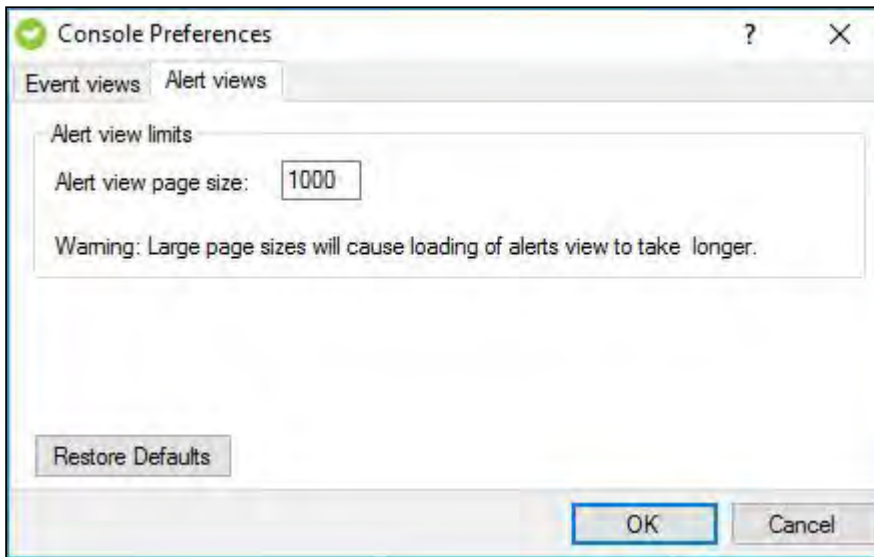 Console Preferences
?
Event views
Alert views
Alert view limits
Alert view page size:
1000
Warning: Large page sizes will cause loading of alerts view to take longer.
Restore Defaults
OK
Cancel